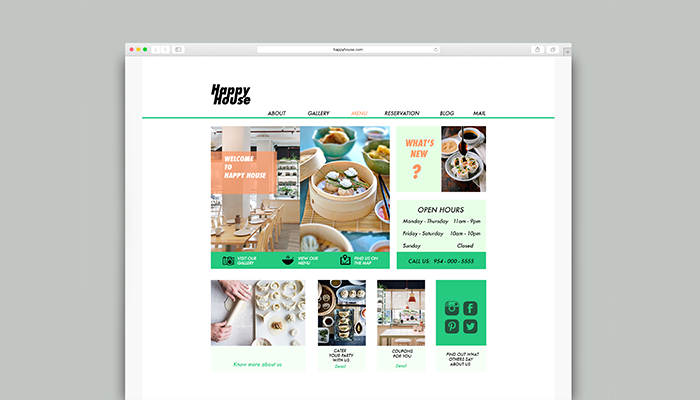 happyhouse.com
Happy
House
ABOUT GALLERY MENU RESERVATION BLOG MAIL
WELCOME
TO
HAPPY HOUSE
WHAT'S
NEW
?
OPEN HOURS
Monday - Thursday 11am - 9pm
Friday - Saturday 10am - 10pm
Sunday Closed
CALL US: 954 - 000 - 5555
VISIT OUR
GALLERY
VIEW OUR
MENU
FIND US ON
THE MAP
Know more about us
CATER
YOUR PARTY
WITH US
Detail
COUPONS
FOR YOU
Detail
FIND OUT WHAT
OTHERS SAY
ABOUT US